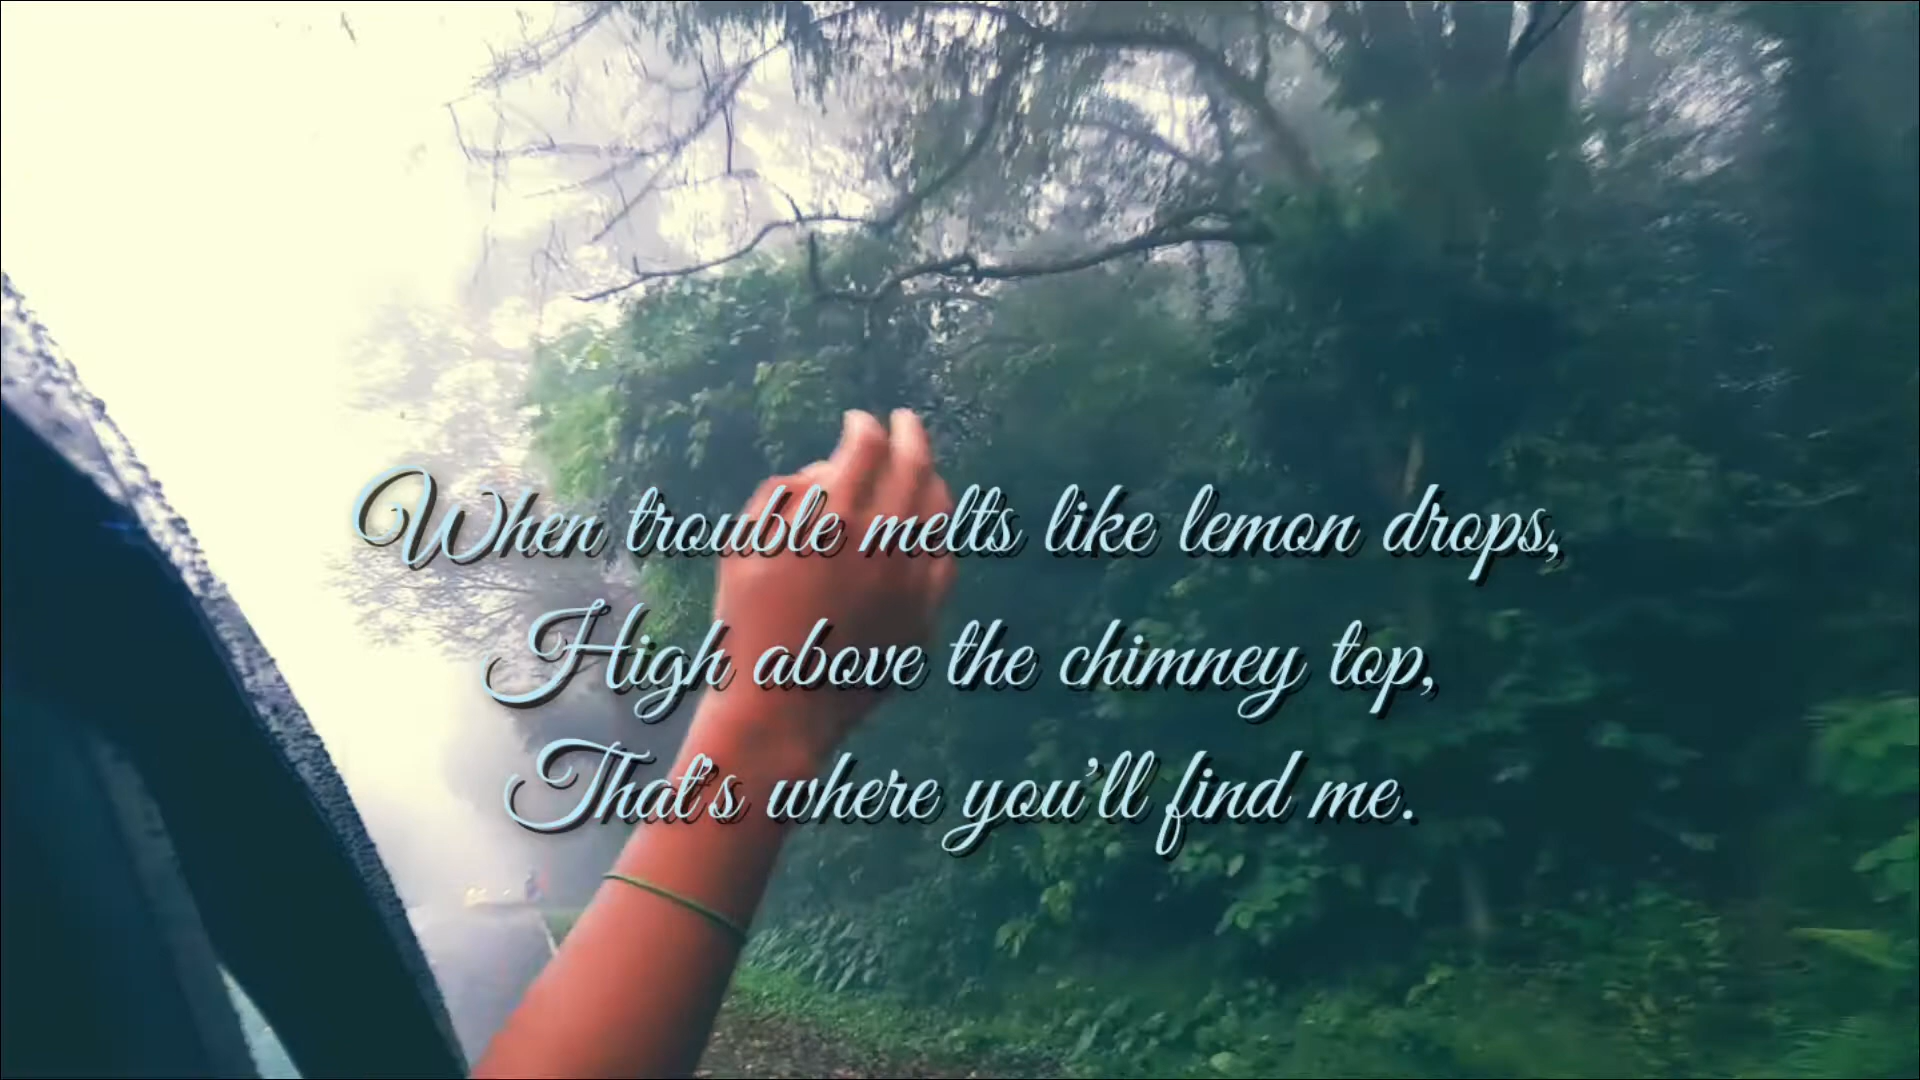 When trouble melts like lemon drops,
High above the chimney top,
That's where you'll find me.